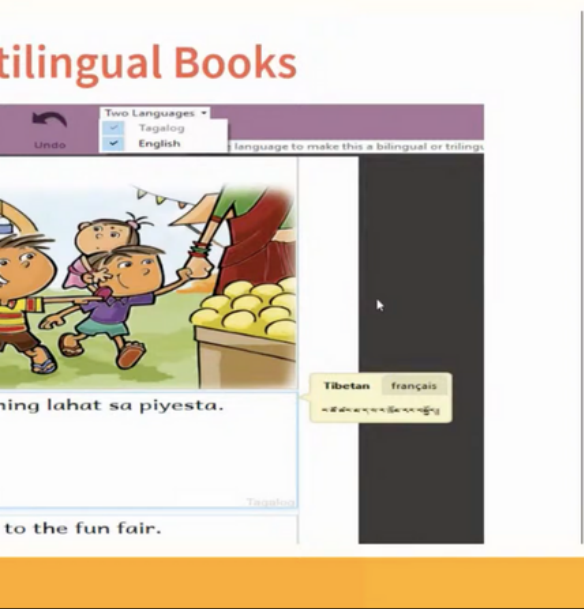 tilingual Books
Two Languages
Undo
Tagalog
English
language to make this a bilingual or trilingu
Tibetan français
ning lahat sa piyesta.
Tagalog
to the fun fair.